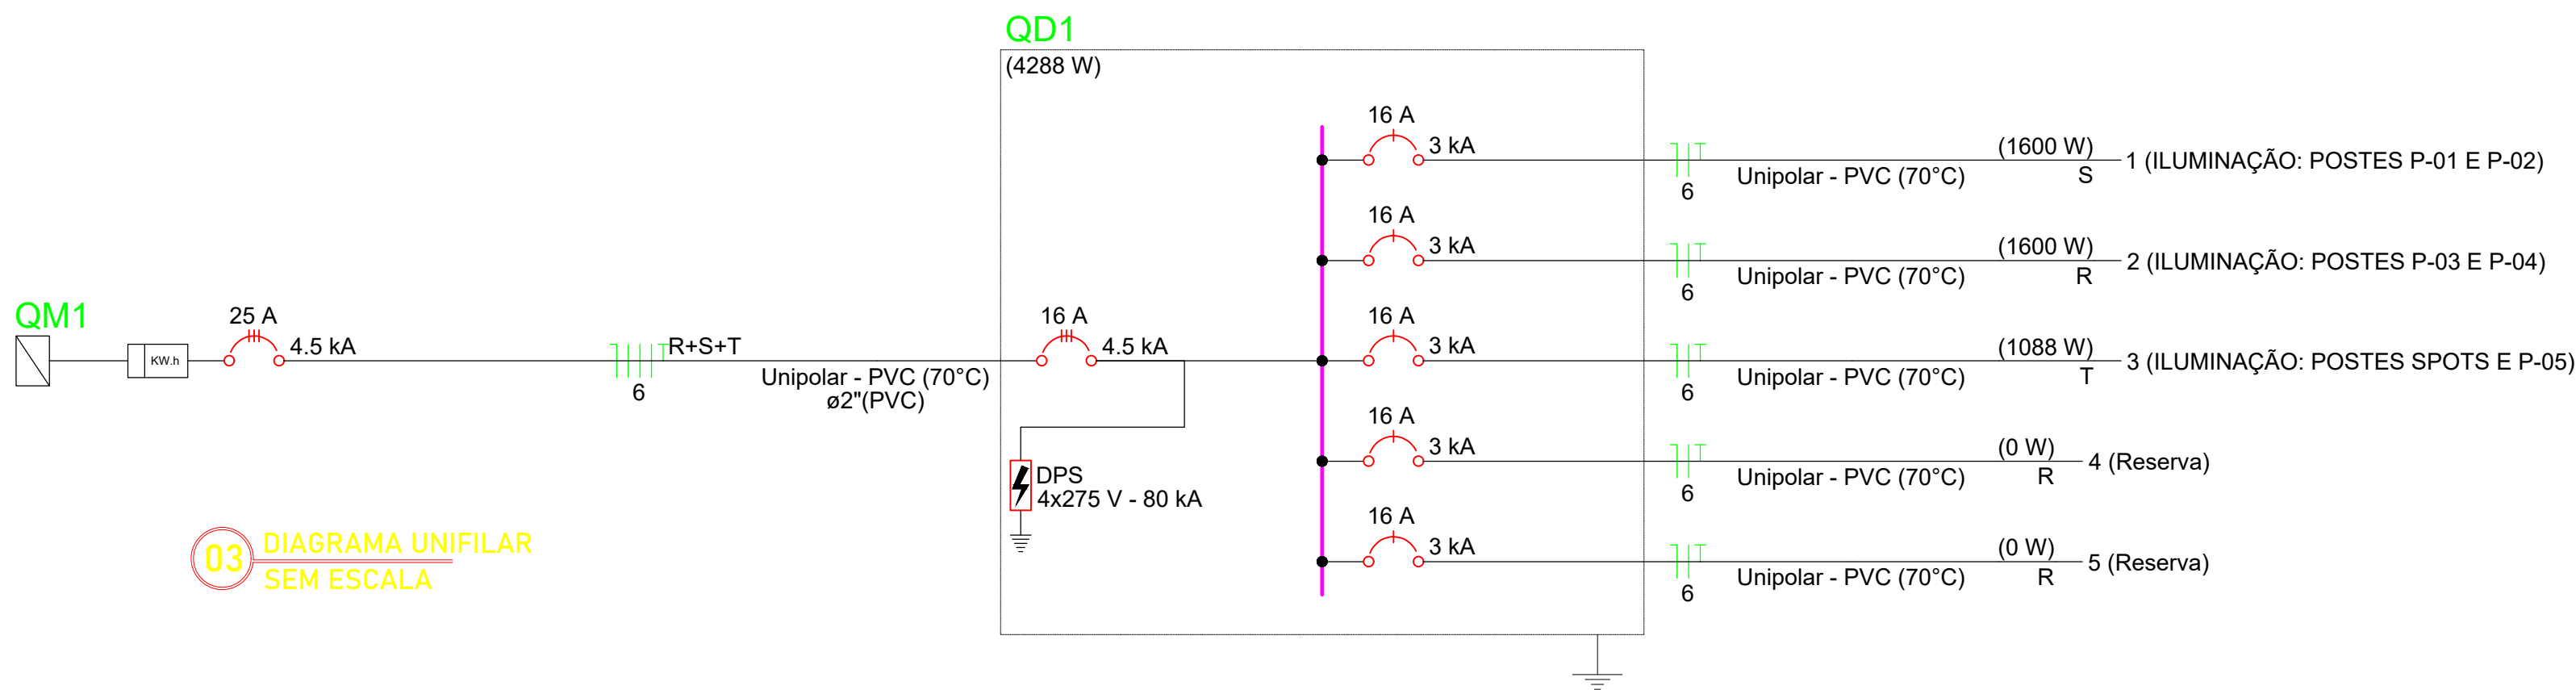 QD1
(4288 W)
16 A
3 kA
6
Unipolar - PVC (70°C)
(1600 W)
S
1 (ILUMINAÇÃO: POSTES P-01 E P-02)
16 A
3 kA
6
Unipolar - PVC (70°C)
(1600 W)
R
2 (ILUMINAÇÃO: POSTES P-03 E P-04)
QM1
KW.h
25 A
4.5 kA
6
R+S+T
Unipolar - PVC (70°C)
ø2"(PVC)
16 A
4.5 kA
16 A
3 kA
6
Unipolar - PVC (70°C)
(1088 W)
T
3 (ILUMINAÇÃO: POSTES SPOTS E P-05)
16 A
3 kA
6
Unipolar - PVC (70°C)
(0 W)
R
4 (Reserva)
DPS
4x275 V - 80 kA
16 A
3 kA
6
Unipolar - PVC (70°C)
(0 W)
R
5 (Reserva)
03
DIAGRAMA UNIFILAR
SEM ESCALA